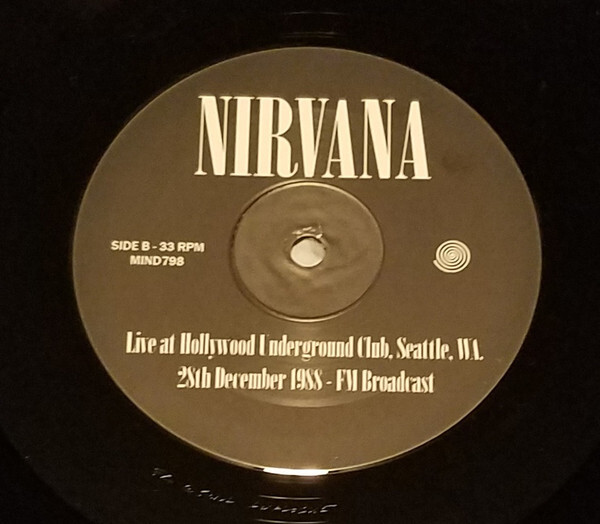 NIRVANA
SIDE B - 33 RPM
MIND798
Live at Hollywood Underground Club, Seattle, WA.
28th December 1988 - FM Broadcast